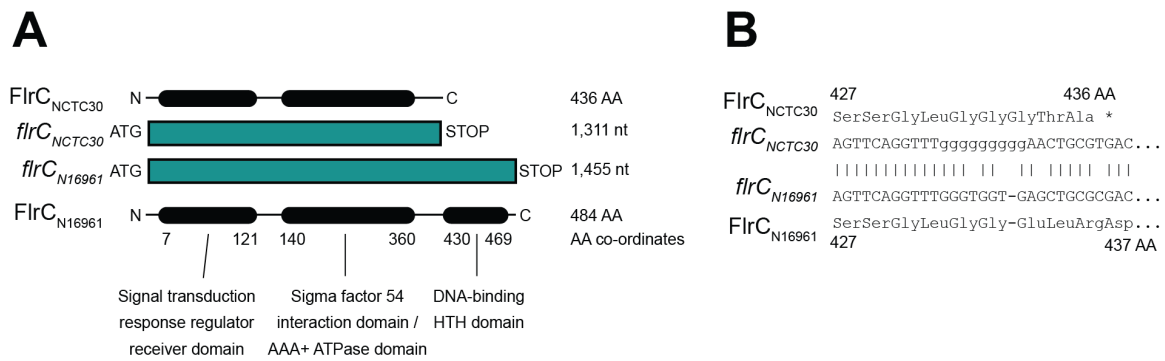 A
FlrC NCTC30 N C 436 AA
flrC NCTC30 ATG STOP 1,311 nt
flrC N16961 ATG STOP 1,455 nt
FlrC N16961 N C 484 AA
7 121 140 360 430 469 AA co-ordinates
Signal transduction
response regulator
receiver domain
Sigma factor 54
interaction domain /
AAA+ ATPase domain
DNA-binding
HTH domain
B
427 436 AA
FlrC NCTC30 SerSerGlyLeuGlyGlyGlyThrAla *
flrC NCTC30 AGTTCAGGTTTgggggggggAACTGCGTGAC...
|||||||||||||| || || ||||| |||
flrC N16961 AGTTCAGGTTTGGGTGGT-GAGCTGCGCGAC...
FlrC N16961 SerSerGlyLeuGlyGly-GluLeuArgAsp...
427 437 AA